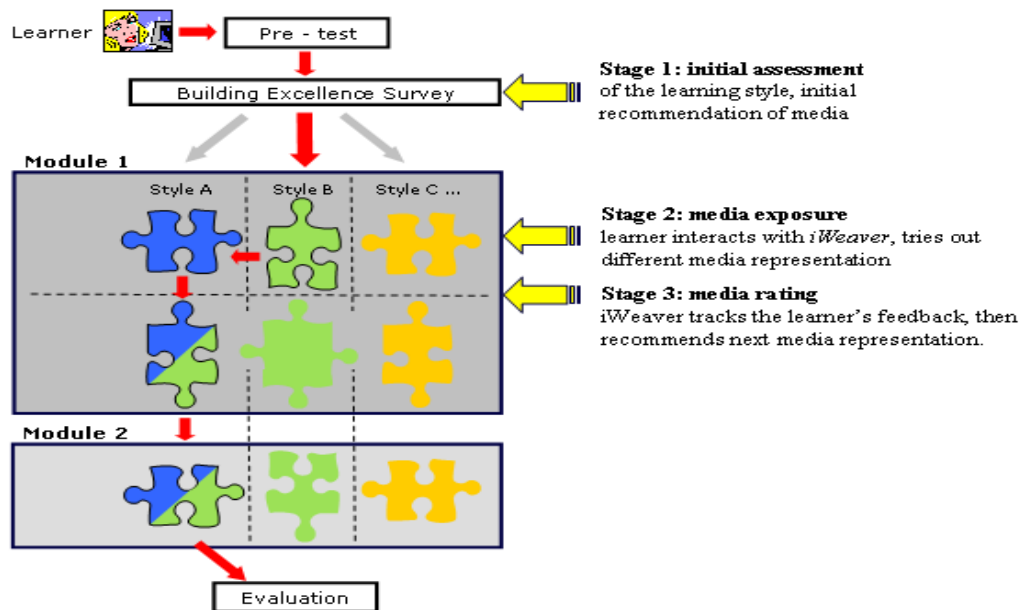 Learner
Pre - test
Building Excellence Survey
Stage 1: initial assessment
of the learning style, initial
recommendation of media
Module 1
Style A
Style B
Style C ...
Stage 2: media exposure
learner interacts with iWeaver, tries out
different media representation
Stage 3: media rating
iWeaver tracks the learner's feedback, then
recommends next media representation.
Module 2
Evaluation